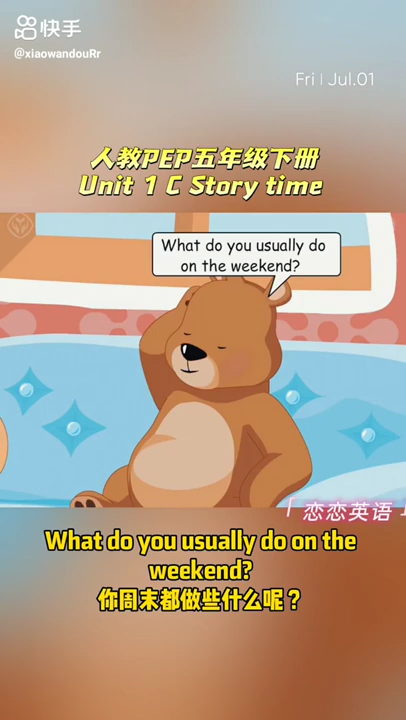 快手
@xiaowandouRr
Fri | Jul.01
人教PEP五年级下册
Unit 1 C Story time
What do you usually do
on the weekend?
「恋恋英语」
What do you usually do on the
weekend?
你周末都做些什么呢？